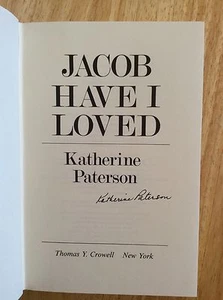 JACOB
HAVE I
LOVED
Katherine
Paterson
Katherine Paterson
Thomas Y. Crowell New York